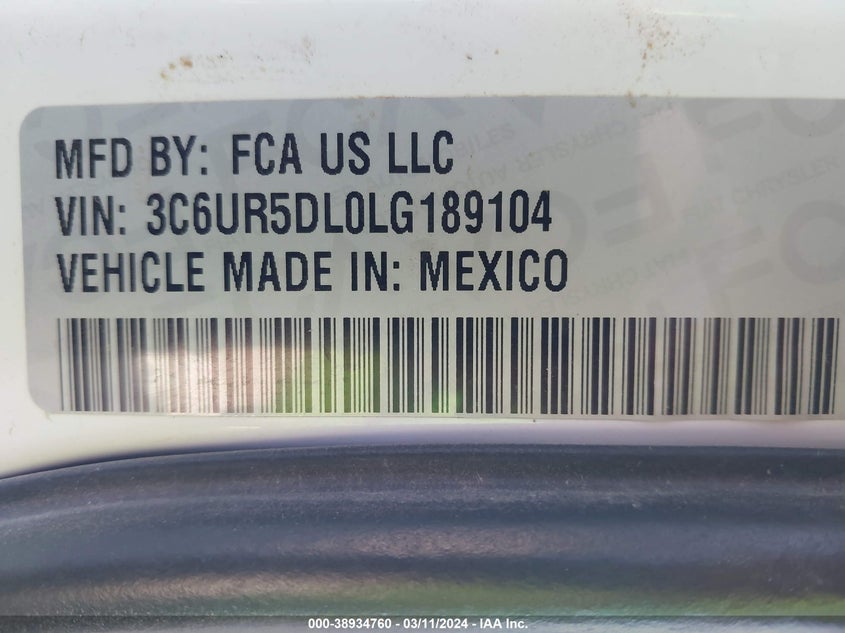 MFD BY: FCA US LLC
VIN: 3C6UR5DL0LG189104
VEHICLE MADE IN: MEXICO
000-38934760 - 03/11/2024 - IAA Inc.